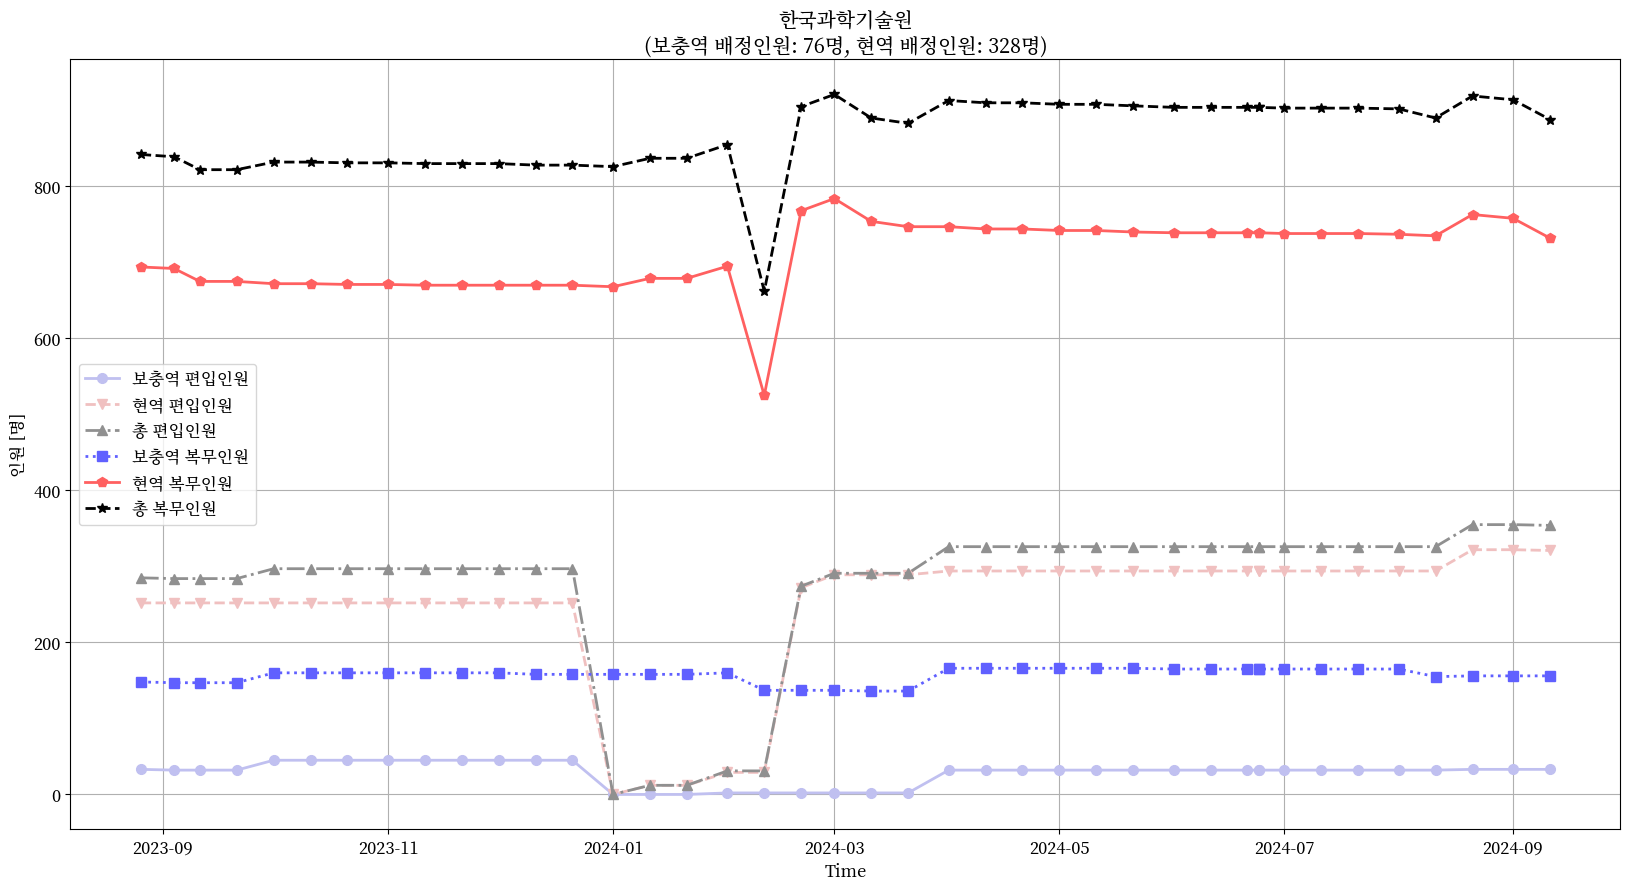 한국과학기술원
(보충역 배정인원: 76명, 현역 배정인원: 328명)
인원 [명]
800
600
400
200
0
보충역 편입인원
현역 편입인원
총 편입인원
보충역 복무인원
현역 복무인원
총 복무인원
2023-09 2023-11 2024-01 2024-03 2024-05 2024-07 2024-09
Time